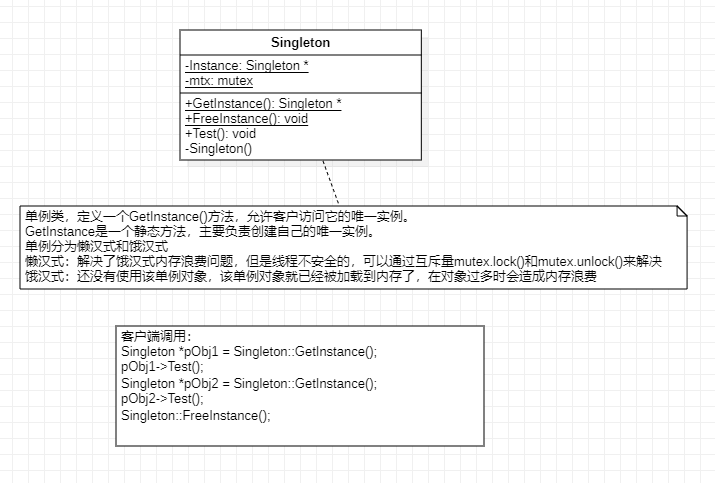 Singleton
-Instance: Singleton *
-mtx: mutex
+GetInstance(): Singleton *
+FreeInstance(): void
+Test(): void
-Singleton()
单例类，定义一个GetInstance()方法，允许客户访问它的唯一实例。
GetInstance是一个静态方法，主要负责创建自己的唯一实例。
单例分为懒汉式和饿汉式
懒汉式：解决了饿汉式内存浪费问题，但是线程不安全的，可以通过互斥量mutex.lock()和mutex.unlock()来解决
饿汉式：还没有使用该单例对象，该单例对象就已经被加载到内存了，在对象过多时会造成内存浪费
客户端调用：
Singleton *pObj1 = Singleton::GetInstance();
pObj1->Test();
Singleton *pObj2 = Singleton::GetInstance();
pObj2->Test();
Singleton::FreeInstance();